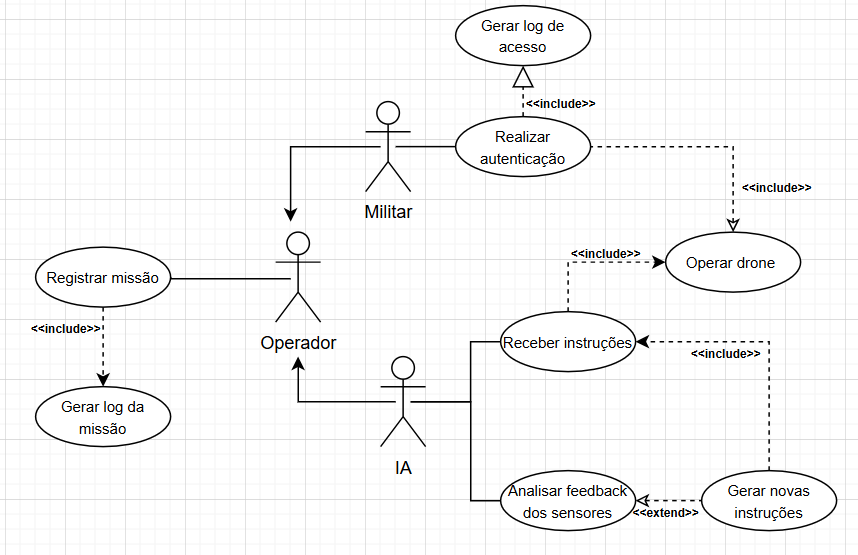 Gerar log de
acesso
<<include>>
Realizar
autenticação
<<include>>
Militar
Registrar missão
<<include>>
Operar drone
<<include>>
Operador
Receber instruções
<<include>>
Gerar log da
missão
IA
Analisar feedback
dos sensores
<<extend>>
Gerar novas
instruções